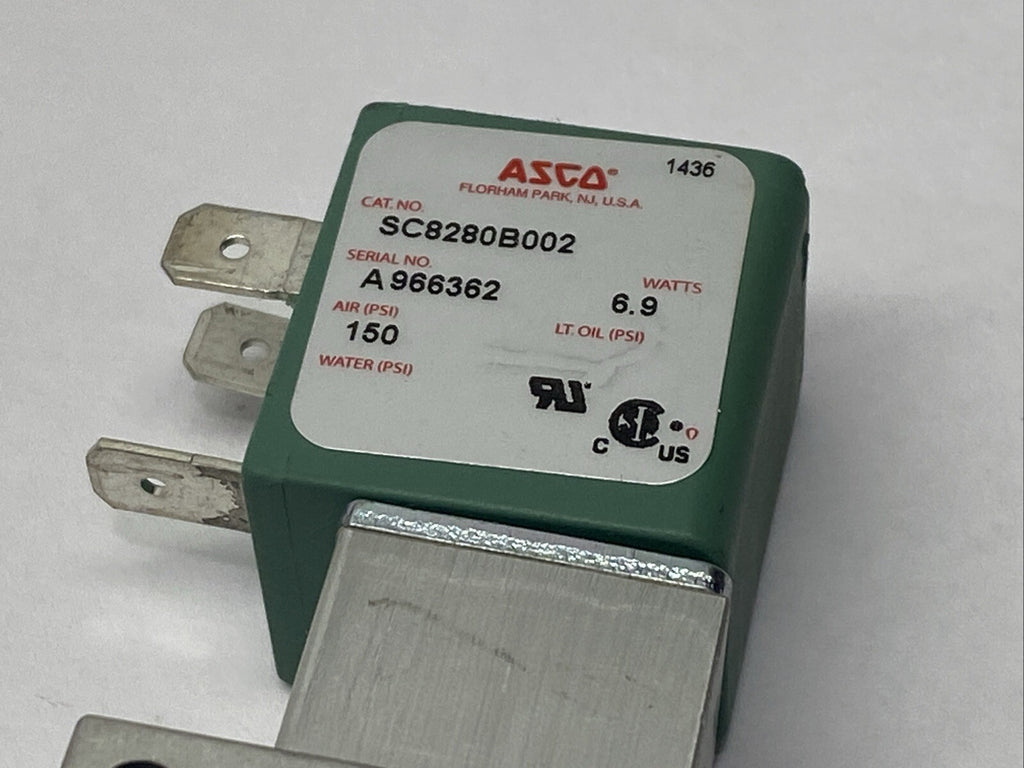 ASCO® 1436
FLORHAM PARK, NJ, U.S.A.
CAT. NO.
SC8280B002
SERIAL NO. WATTS
A966362 6.9
AIR (PSI) LT. OIL (PSI)
150
WATER (PSI)
C US